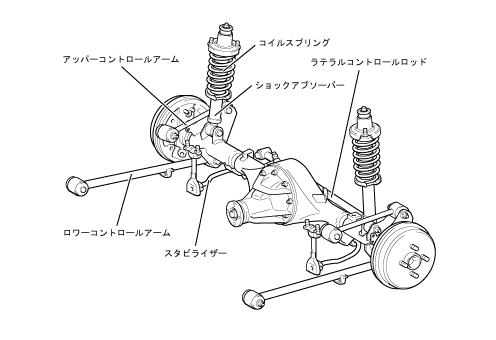 コイルスプリング
アッパーコントロールアーム
ラテラルコントロールロッド
ショックアブソーバー
ロワーコントロールアーム
スタビライザー